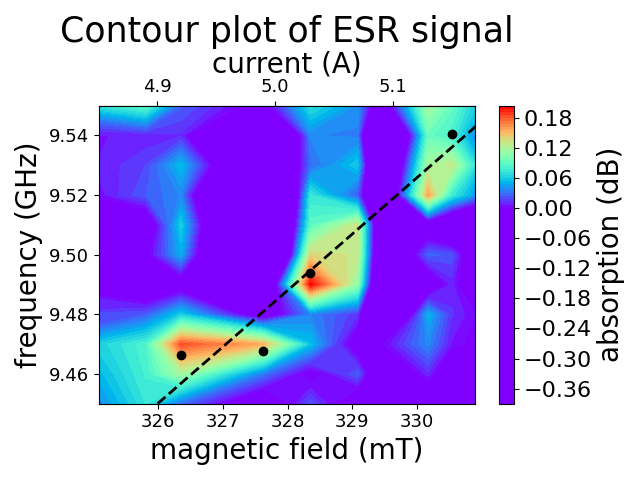 Contour plot of ESR signal
current (A)
4.9 5.0 5.1
9.54
9.52
9.50
9.48
9.46
frequency (GHz)
326 327 328 329 330
magnetic field (mT)
0.18
0.12
0.06
0.00
−0.06
−0.12
−0.18
−0.24
−0.30
−0.36
absorption (dB)